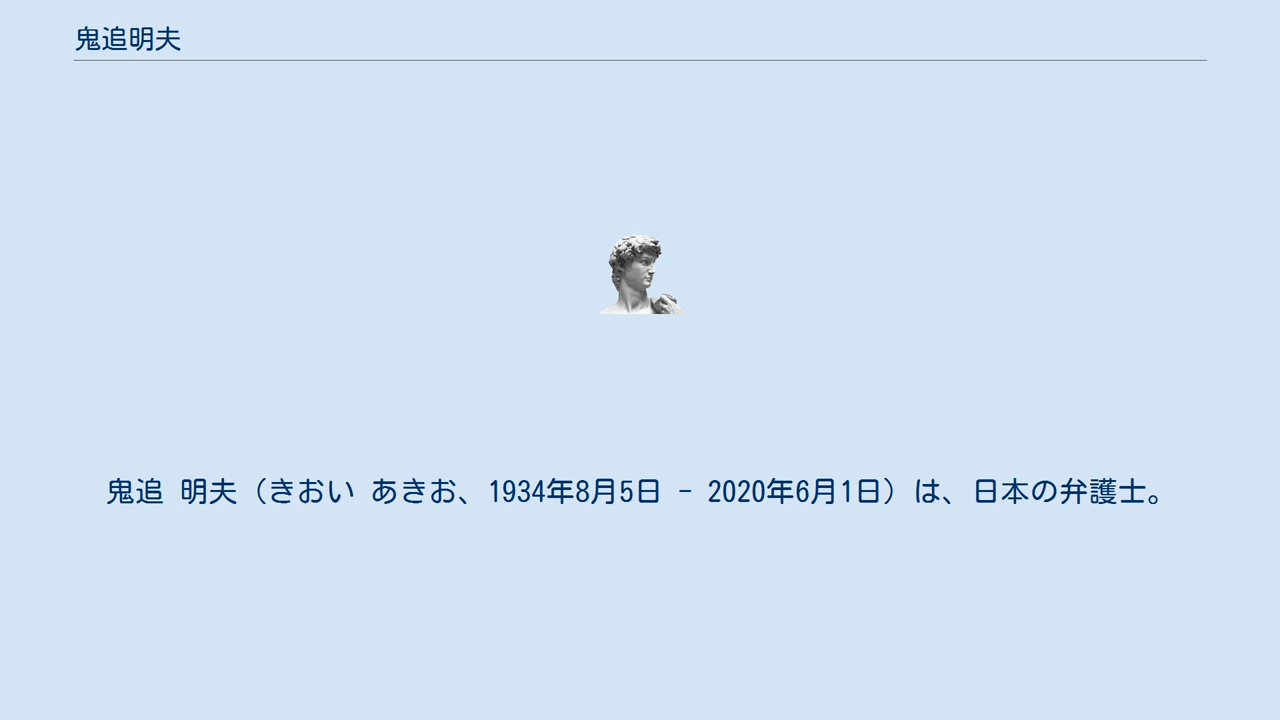 鬼追明夫
鬼追 明夫（きおい あきお、1934年8月5日 - 2020年6月1日）は、日本の弁護士。